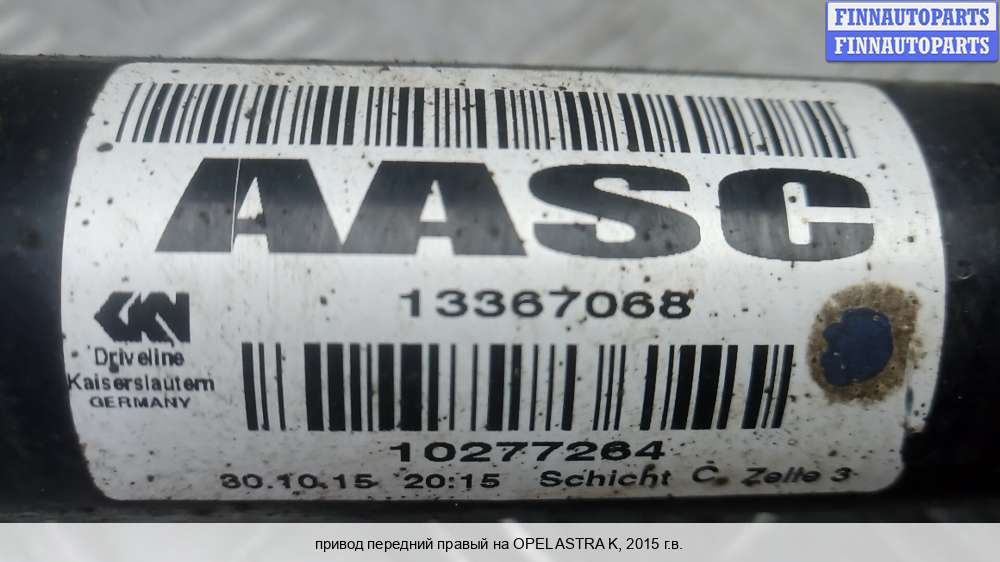 FINNAUTOPARTS
FINNAUTOPARTS
AASC
13367068
GKN
Driveline
Kaiserslautern
GERMANY
10277264
30.10.15 20:15 Schicht C Zelle 3
привод передний правый на OPEL ASTRA K, 2015 г.в.